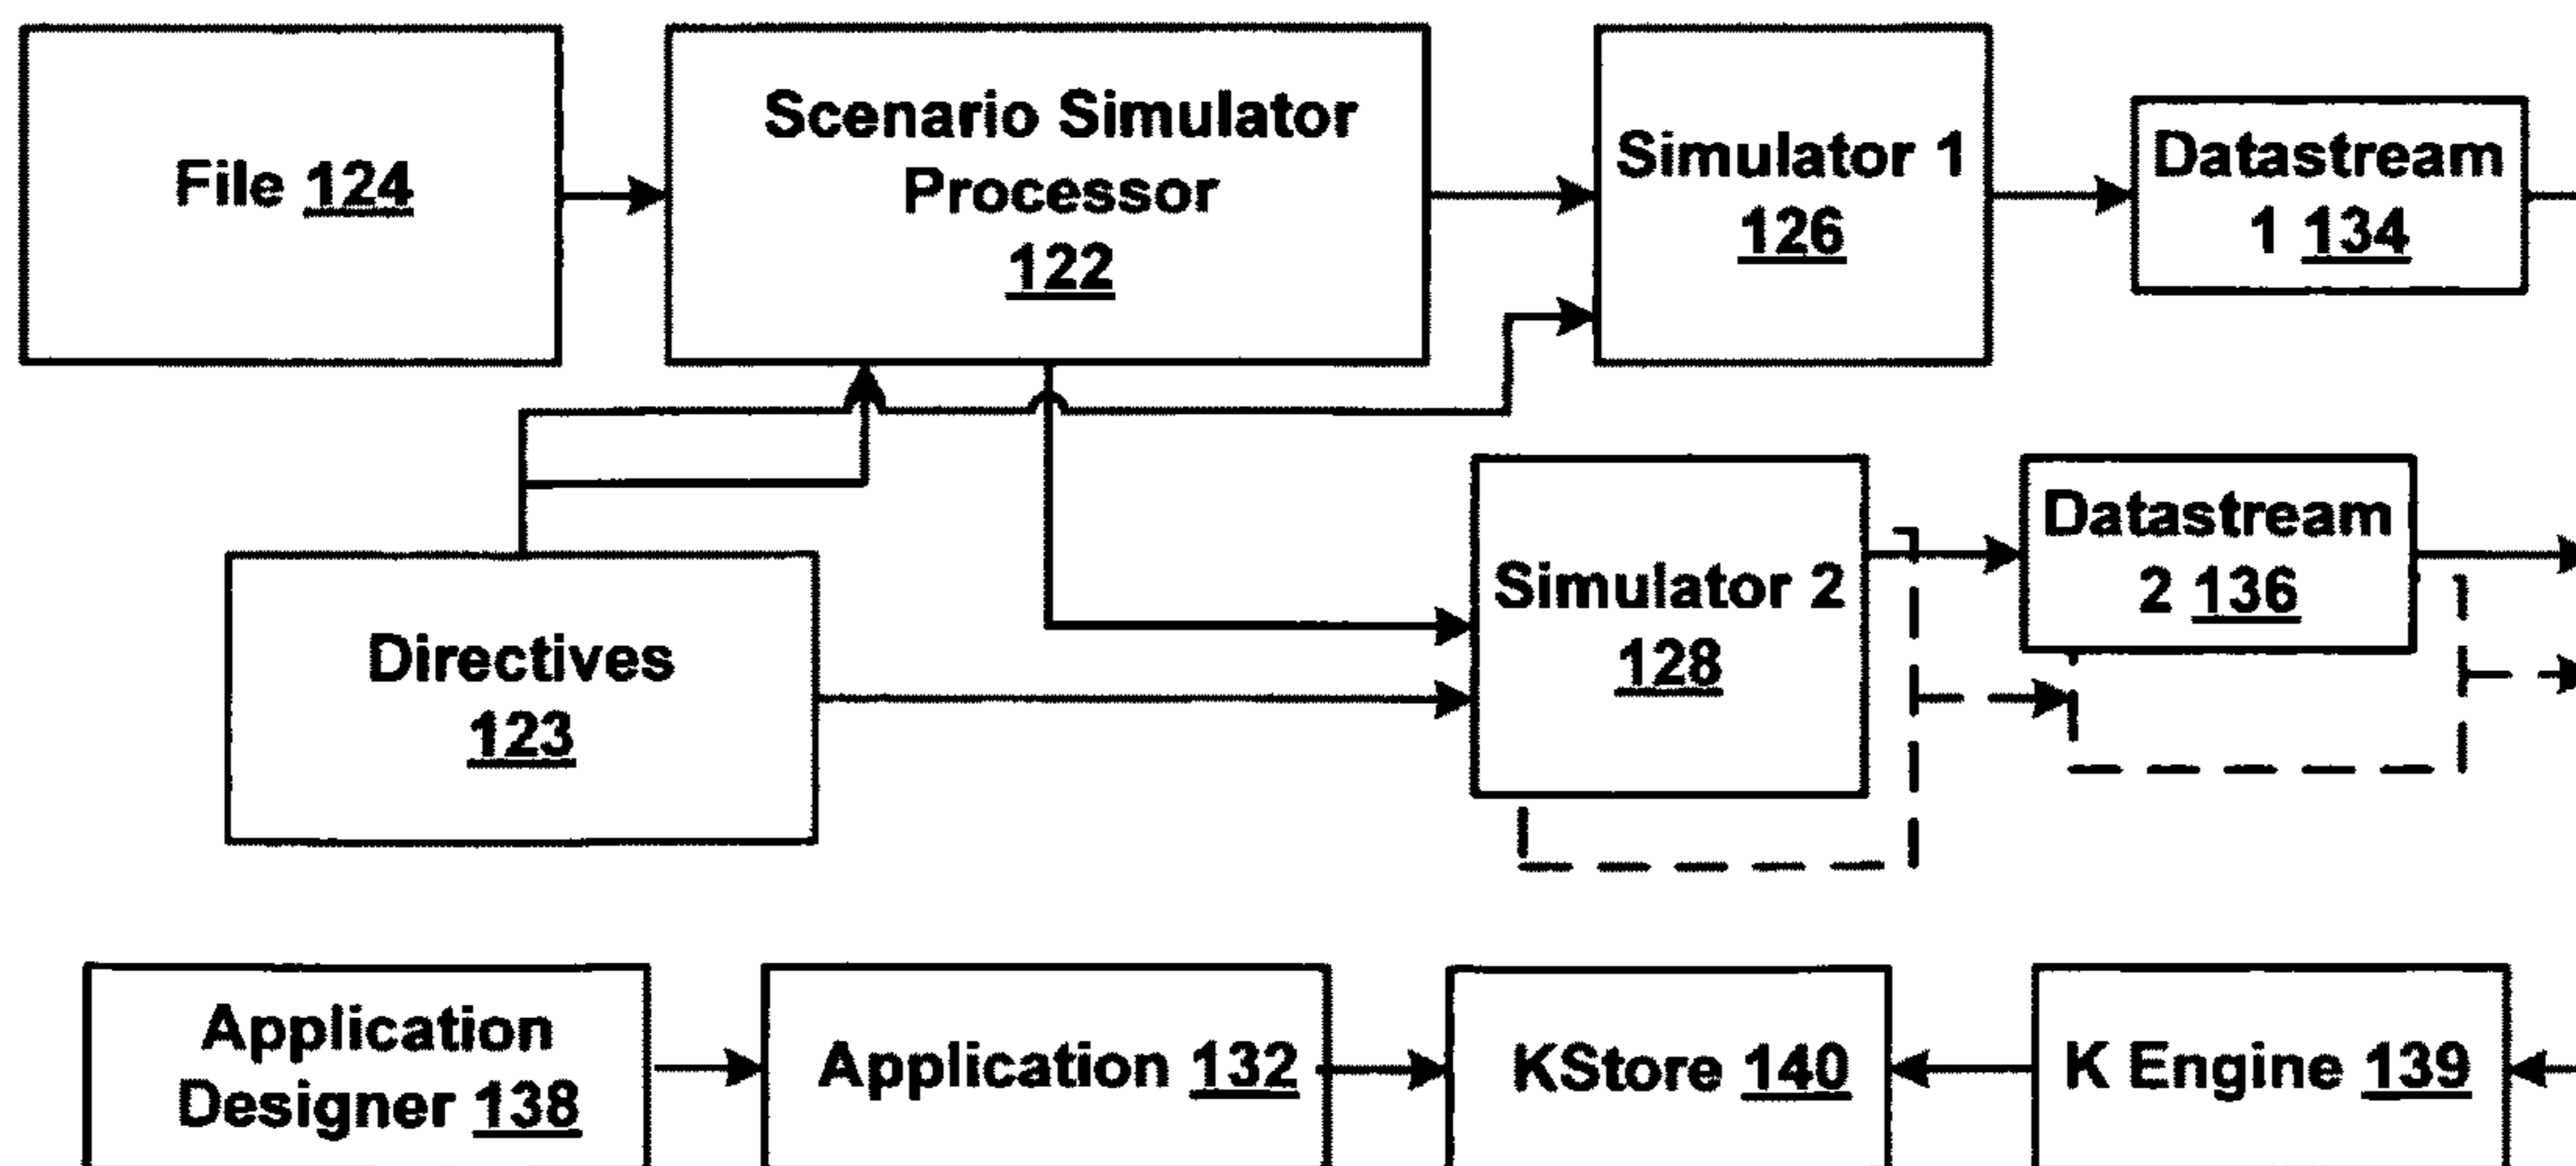 File 124
Scenario Simulator
Processor
122
Simulator 1
126
Datastream
1 134
Directives
123
Simulator 2
128
Datastream
2 136
Application
Designer 138
Application 132
KStore 140
K Engine 139